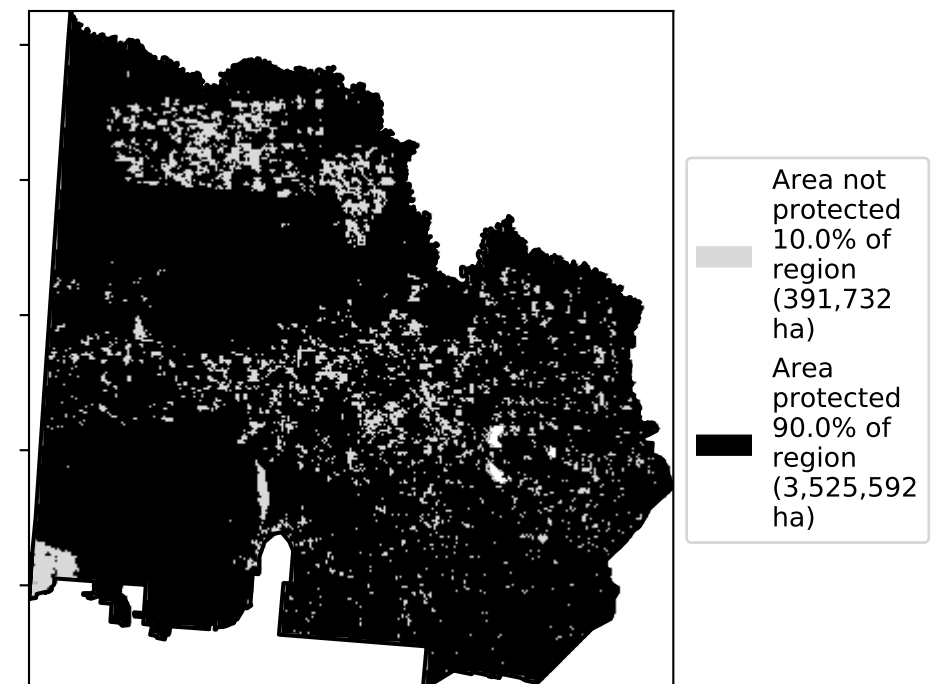 Area not
protected
10.0% of
region
(391,732
ha)
Area
protected
90.0% of
region
(3,525,592
ha)